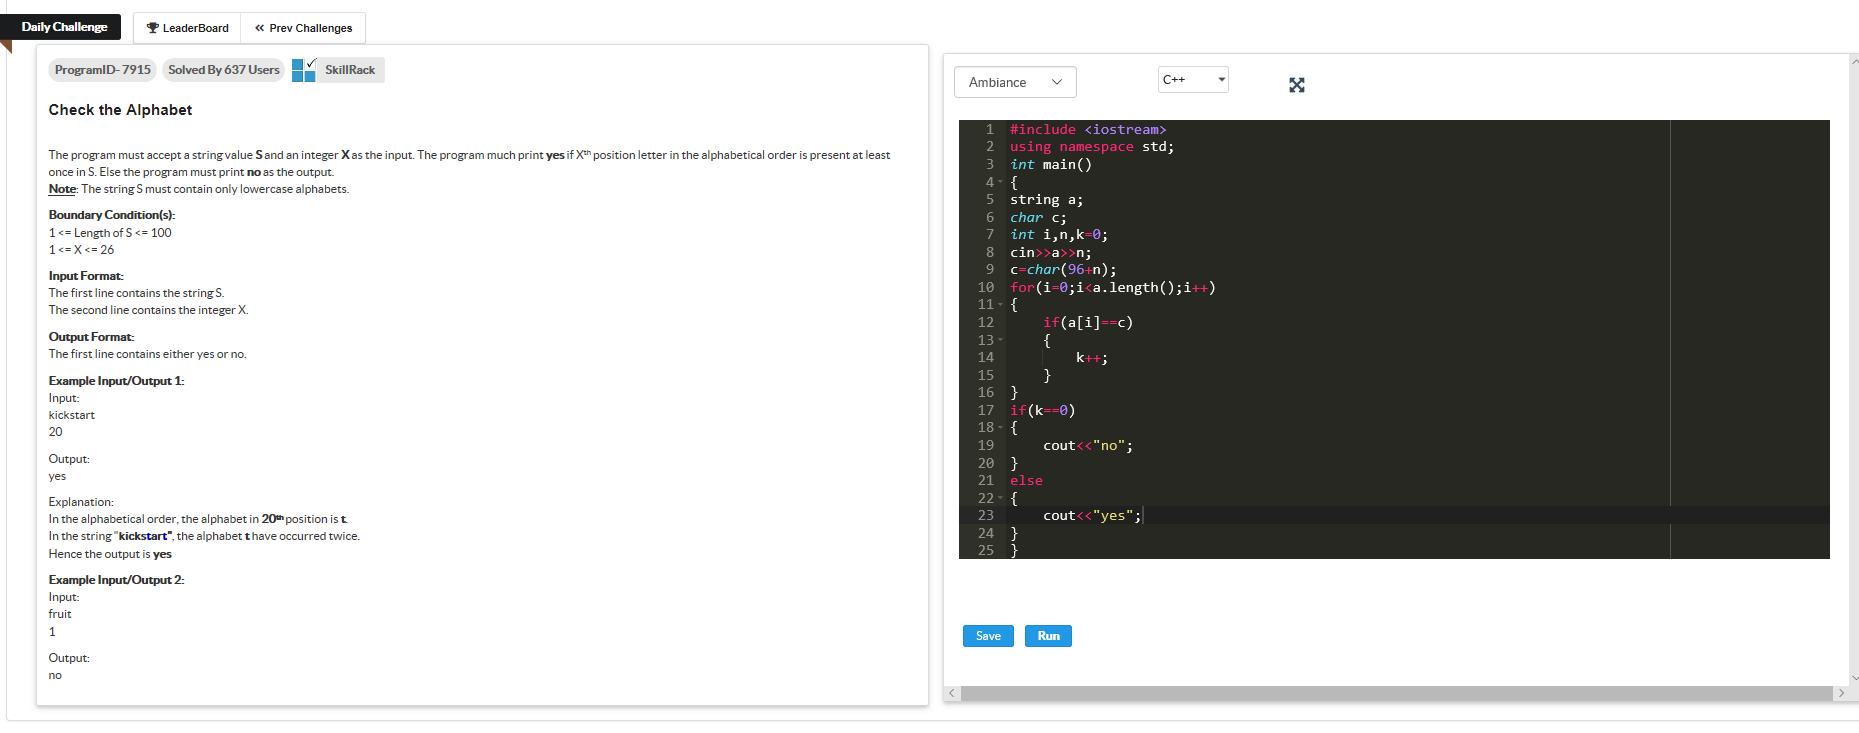 Daily Challenge
LeaderBoard
« Prev Challenges
ProgramID- 7915
Solved By 637 Users
SkillRack
Check the Alphabet
The program must accept a string value S and an integer X as the input. The program much print yes if Xth position letter in the alphabetical order is present at least
once in S. Else the program must print no as the output.
Note: The string S must contain only lowercase alphabets.
Boundary Condition(s):
1 <= Length of S <= 100
1 <= X <= 26
Input Format:
The first line contains the string S.
The second line contains the integer X.
Output Format:
The first line contains either yes or no.
Example Input/Output 1:
Input:
kickstart
20
Output:
yes
Explanation:
In the alphabetical order, the alphabet in 20th position is t.
In the string "kickstart", the alphabet t have occurred twice.
Hence the output is yes
Example Input/Output 2:
Input:
fruit
1
Output:
no
Ambiance
C++
1 #include <iostream>
2 using namespace std;
3 int main()
4 {
5 string a;
6 char c;
7 int i,n,k=0;
8 cin>>a>>n;
9 c=char(96+n);
10 for(i=0;i<a.length();i++)
11 {
12 if(a[i]==c)
13 {
14 k++;
15 }
16 }
17 if(k==0)
18 {
19 cout<<"no";
20 }
21 else
22 {
23 cout<<"yes";
24 }
25 }
Save
Run